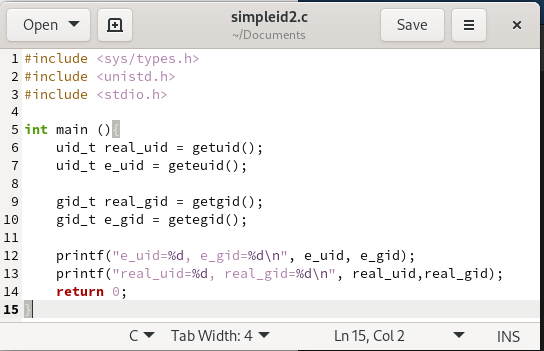 Open
simpleid2.c
~/Documents
Save
1 #include <sys/types.h>
2 #include <unistd.h>
3 #include <stdio.h>
4
5 int main (){
6     uid_t real_uid = getuid();
7     uid_t e_uid = geteuid();
8
9     gid_t real_gid = getgid();
10     gid_t e_gid = getegid();
11
12     printf("e_uid=%d, e_gid=%d\n", e_uid, e_gid);
13     printf("real_uid=%d, real_gid=%d\n", real_uid,real_gid);
14     return 0;
15 }
C Tab Width: 4 Ln 15, Col 2 INS